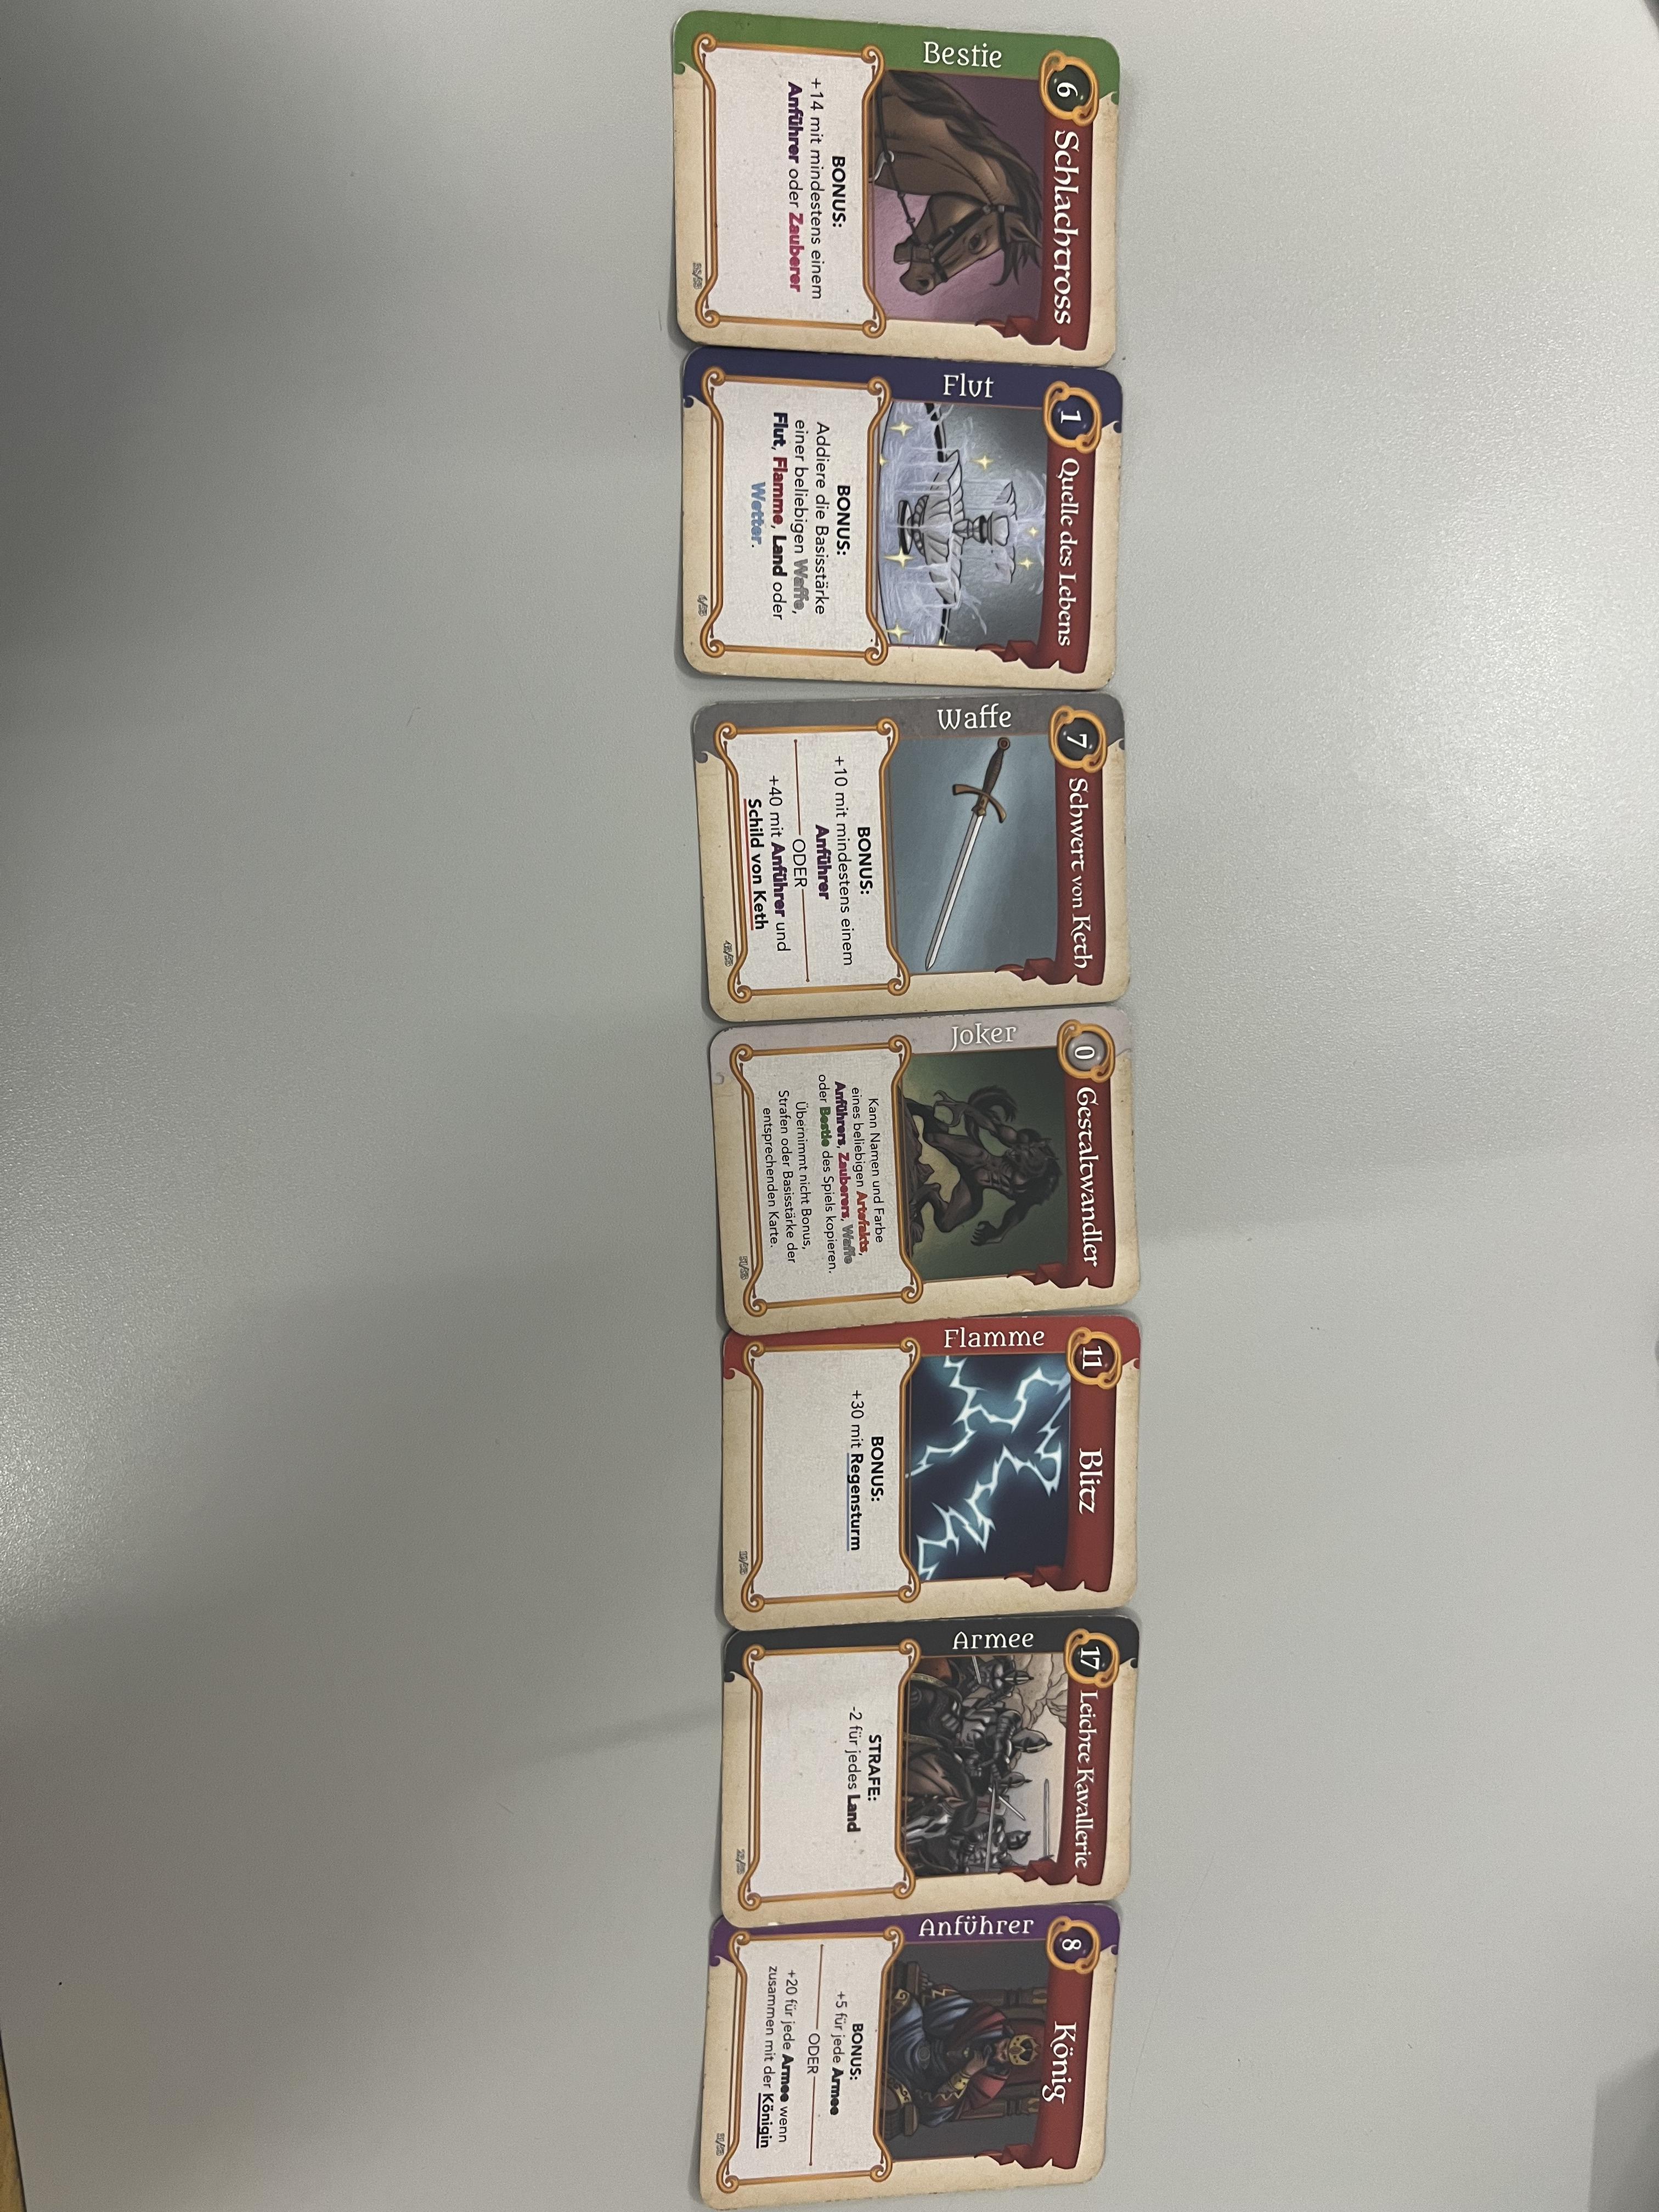 6 Schlachtross
Bestie
BONUS:
+14 mit mindestens einem
Anführer oder Zauberer
1 Quelle des Lebens
Flut
BONUS:
Addiere die Basisstärke
einer beliebigen Waffe,
Flut, Flamme, Land oder
Wetter.
7 Schwert von Keth
Waffe
BONUS:
+10 mit mindestens einem
Anführer
ODER
+40 mit Anführer und
Schild von Keth
0 Gestaltwandler
Joker
Kann Namen und Farbe
eines beliebigen Artefakts,
Anführers, Zauberers, Waffe
oder Bestie des Spiels kopieren.
Übernimmt nicht Bonus,
Strafen oder Basisstärke der
entsprechenden Karte.
11 Blitz
Flamme
BONUS:
+30 mit Regensturm
17 Leichte Kavallerie
Armee
STRAFE:
-2 für jedes Land
8 König
Anführer
BONUS:
+5 für jede Armee
ODER
+20 für jede Armee wenn
zusammen mit der Königin